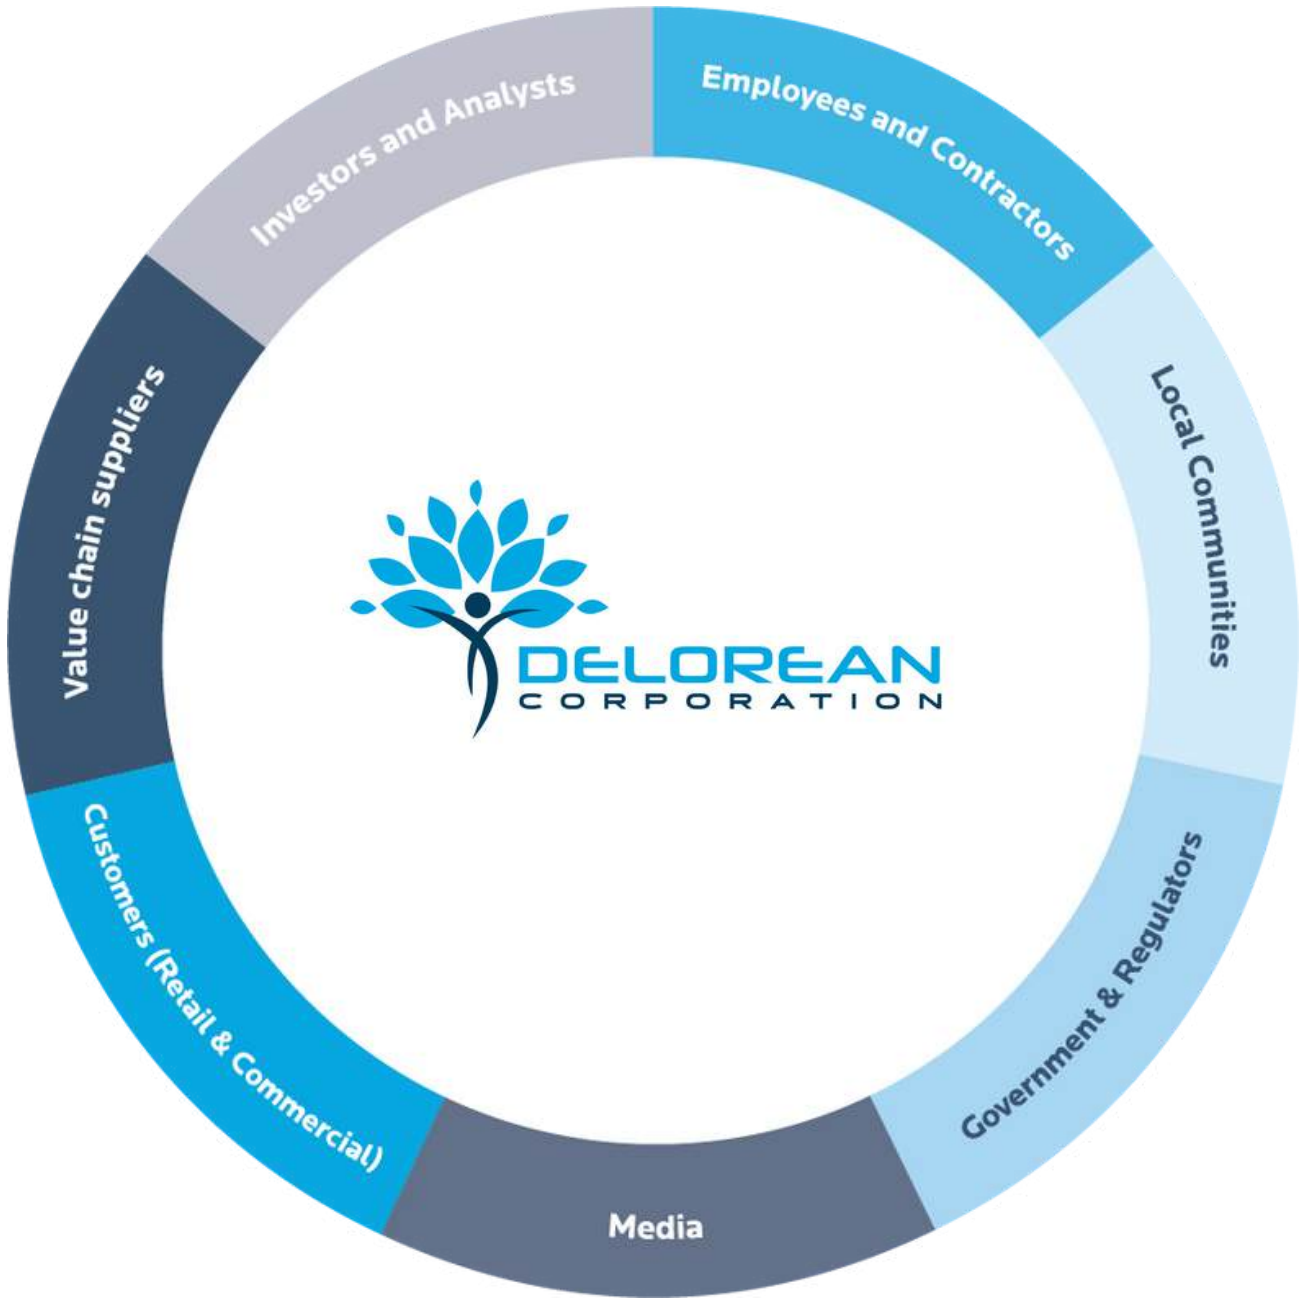 Employees and Contractors
Local Communities
Government & Regulators
Media
Customers (Retail & Commercial)
Value chain suppliers
Investors and Analysts
DELOREAN
CORPORATION